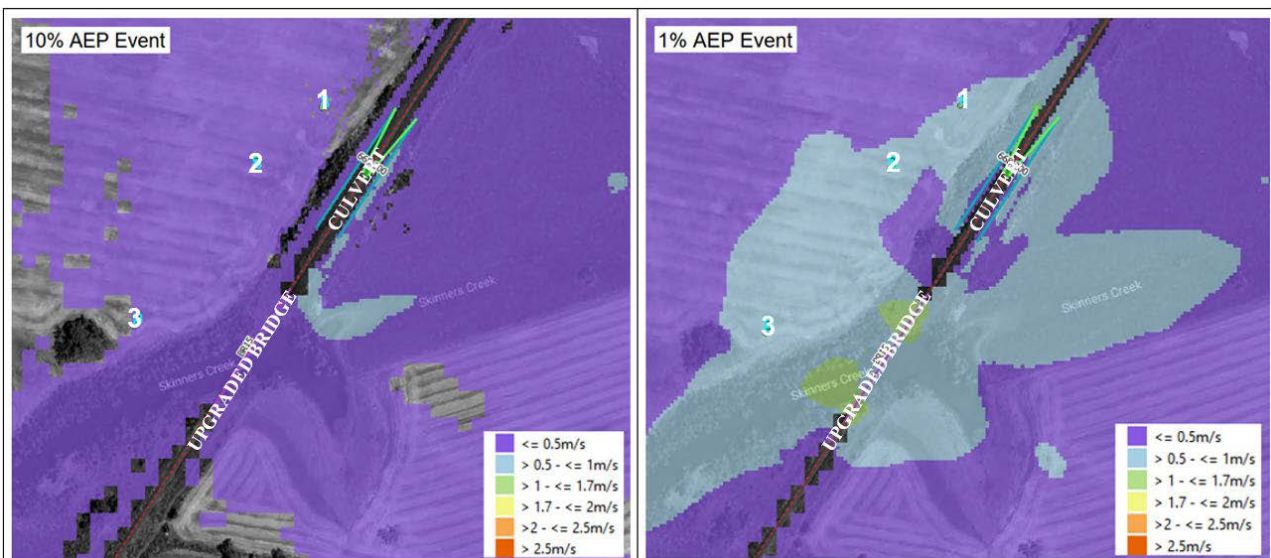 10% AEP Event
1
2
3
CULVERT
UPGRADED BRIDGE
Skinners Creek
<= 0.5m/s
> 0.5 - <= 1m/s
> 1 - <= 1.7m/s
> 1.7 - <= 2m/s
>2 - <= 2.5m/s
> 2.5m/s
1% AEP Event
1
2
3
CULVERT
UPGRADED BRIDGE
Skinners Creek
Skinners Creek
<= 0.5m/s
> 0.5 - <= 1m/s
> 1 - <= 1.7m/s
> 1.7 - <= 2m/s
>2 - <= 2.5m/s
> 2.5m/s